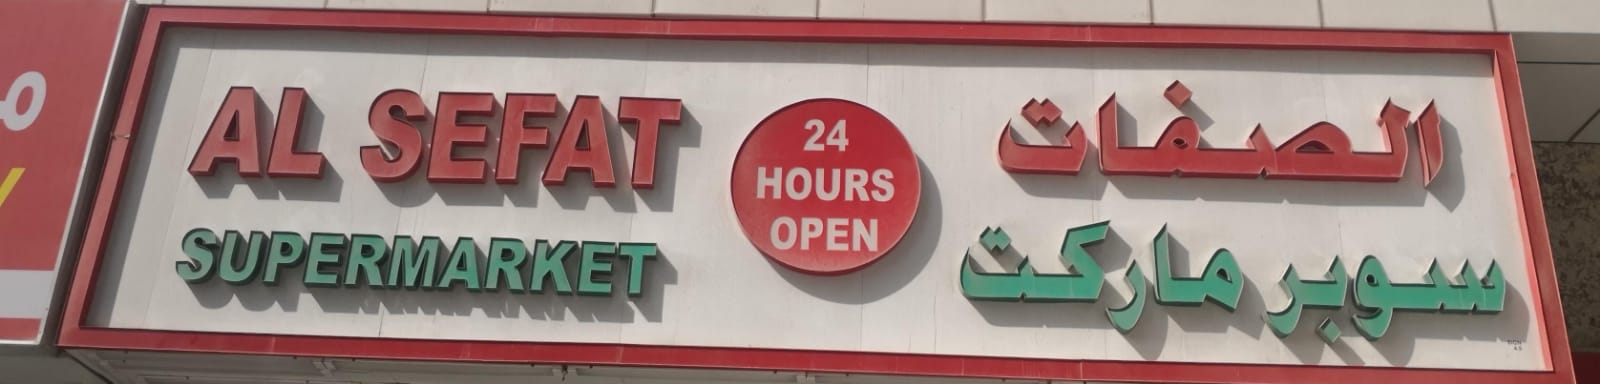 AL SEFAT
SUPERMARKET
24
HOURS
OPEN
الصفات
سوبر ماركت